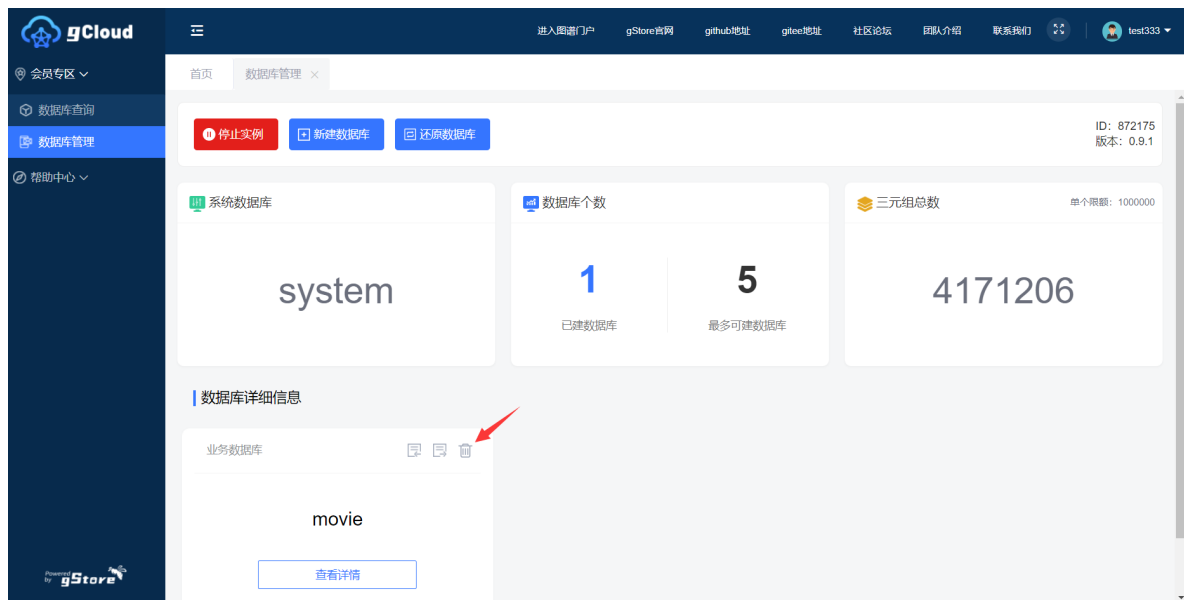 gCloud
进入图谱门户 gStore官网 github地址 gitee地址 社区论坛 团队介绍 联系我们 test333
会员专区
首页 数据库管理 ×
数据库查询
数据库管理
帮助中心
停止实例 新建数据库 还原数据库
ID: 872175
版本: 0.9.1
系统数据库
system
数据库个数
1 5
已建数据库 最多可建数据库
三元组总数 单个限额: 1000000
4171206
数据库详细信息
业务数据库
movie
查看详情
Powered
by gStore